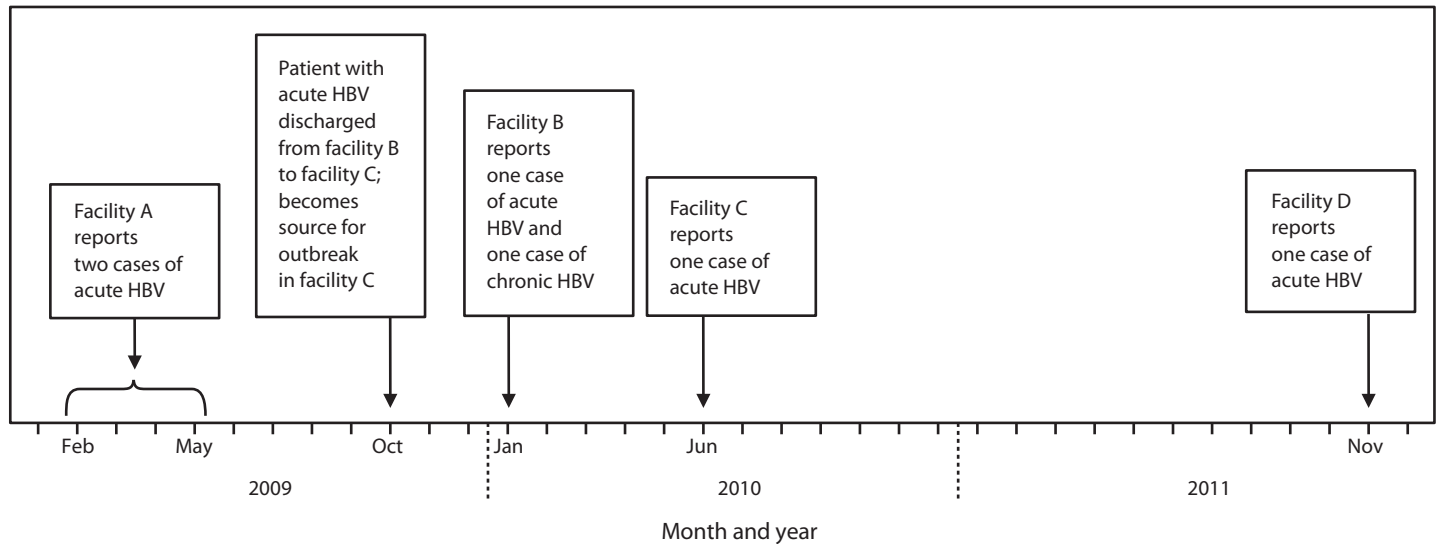 Facility A
reports
two cases of
acute HBV
Patient with
acute HBV
discharged
from facility B
to facility C;
becomes
source for
outbreak
in facility C
Facility B
reports
one case
of acute
HBV and
one case of
chronic HBV
Facility C
reports
one case of
acute HBV
Facility D
reports
one case of
acute HBV
Feb May Oct Jan Jun Nov
2009 2010 2011
Month and year